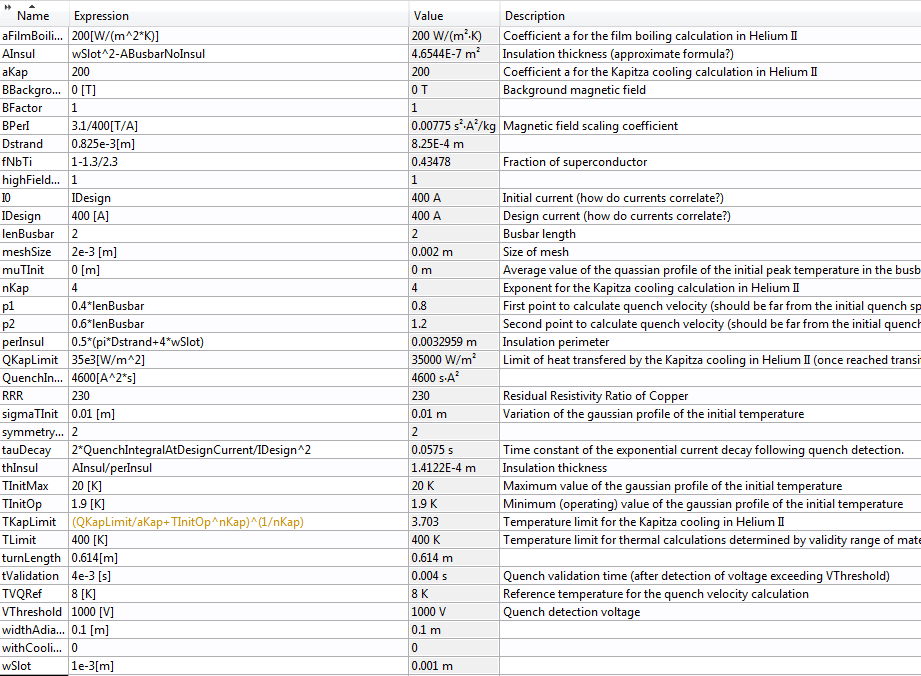 Name Expression Value Description
aFilmBoili... 200[W/(m^2*K)] 200 W/(m²·K) Coefficient a for the film boiling calculation in Helium II
AInsul wSlot^2-ABusbarNoInsul 4.6544E-7 m² Insulation thickness (approximate formula?)
aKap 200 200 Coefficient a for the Kapitza cooling calculation in Helium II
BBackgro... 0 [T] 0 T Background magnetic field
BFactor 1 1
BPerI 3.1/400[T/A] 0.00775 s²·A²/kg Magnetic field scaling coefficient
Dstrand 0.825e-3[m] 8.25E-4 m
fNbTi 1-1.3/2.3 0.43478 Fraction of superconductor
highField... 1 1
I0 IDesign 400 A Initial current (how do currents correlate?)
IDesign 400 [A] 400 A Design current (how do currents correlate?)
lenBusbar 2 2 Busbar length
meshSize 2e-3 [m] 0.002 m Size of mesh
muTInit 0 [m] 0 m Average value of the quassian profile of the initial peak temperature in the busb
nKap 4 4 Exponent for the Kapitza cooling calculation in Helium II
p1 0.4*lenBusbar 0.8 First point to calculate quench velocity (should be far from the initial quench sp
p2 0.6*lenBusbar 1.2 Second point to calculate quench velocity (should be far from the initial quench
perInsul 0.5*(pi*Dstrand+4*wSlot) 0.0032959 m Insulation perimeter
QKapLimit 35e3[W/m^2] 35000 W/m² Limit of heat transfered by the Kapitza cooling in Helium II (once reached transi
QuenchIn... 4600[A^2*s] 4600 s·A²
RRR 230 230 Residual Resistivity Ratio of Copper
sigmaTInit 0.01 [m] 0.01 m Variation of the gaussian profile of the initial temperature
symmetry... 2 2
tauDecay 2*QuenchIntegralAtDesignCurrent/IDesign^2 0.0575 s Time constant of the exponential current decay following quench detection.
thInsul AInsul/perInsul 1.4122E-4 m Insulation thickness
TInitMax 20 [K] 20 K Maximum value of the gaussian profile of the initial temperature
TInitOp 1.9 [K] 1.9 K Minimum (operating) value of the gaussian profile of the initial temperature
TKapLimit (QKapLimit/aKap+TInitOp^nKap)^(1/nKap) 3.703 Temperature limit for the Kapitza cooling in Helium II
TLimit 400 [K] 400 K Temperature limit for thermal calculations determined by validity range of mate
turnLength 0.614[m] 0.614 m
tValidation 4e-3 [s] 0.004 s Quench validation time (after detection of voltage exceeding VThreshold)
TVQRef 8 [K] 8 K Reference temperature for the quench velocity calculation
VThreshold 1000 [V] 1000 V Quench detection voltage
widthAdia... 0.1 [m] 0.1 m
withCooli... 0 0
wSlot 1e-3[m] 0.001 m